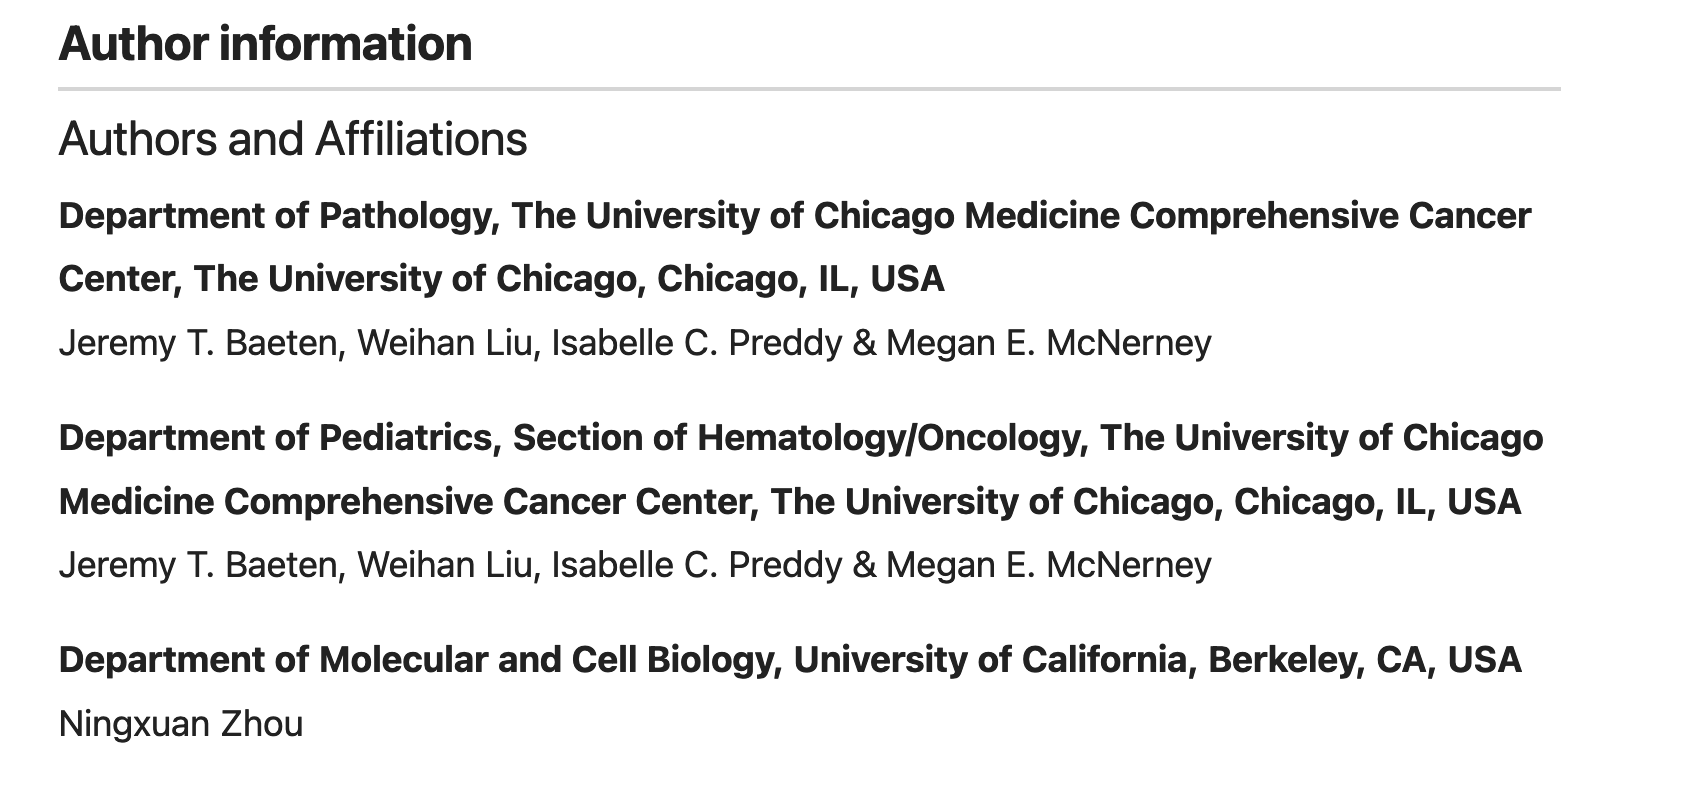 Author information
Authors and Affiliations
Department of Pathology, The University of Chicago Medicine Comprehensive Cancer
Center, The University of Chicago, Chicago, IL, USA
Jeremy T. Baeten, Weihan Liu, Isabelle C. Preddy & Megan E. McNerney
Department of Pediatrics, Section of Hematology/Oncology, The University of Chicago
Medicine Comprehensive Cancer Center, The University of Chicago, Chicago, IL, USA
Jeremy T. Baeten, Weihan Liu, Isabelle C. Preddy & Megan E. McNerney
Department of Molecular and Cell Biology, University of California, Berkeley, CA, USA
Ningxuan Zhou